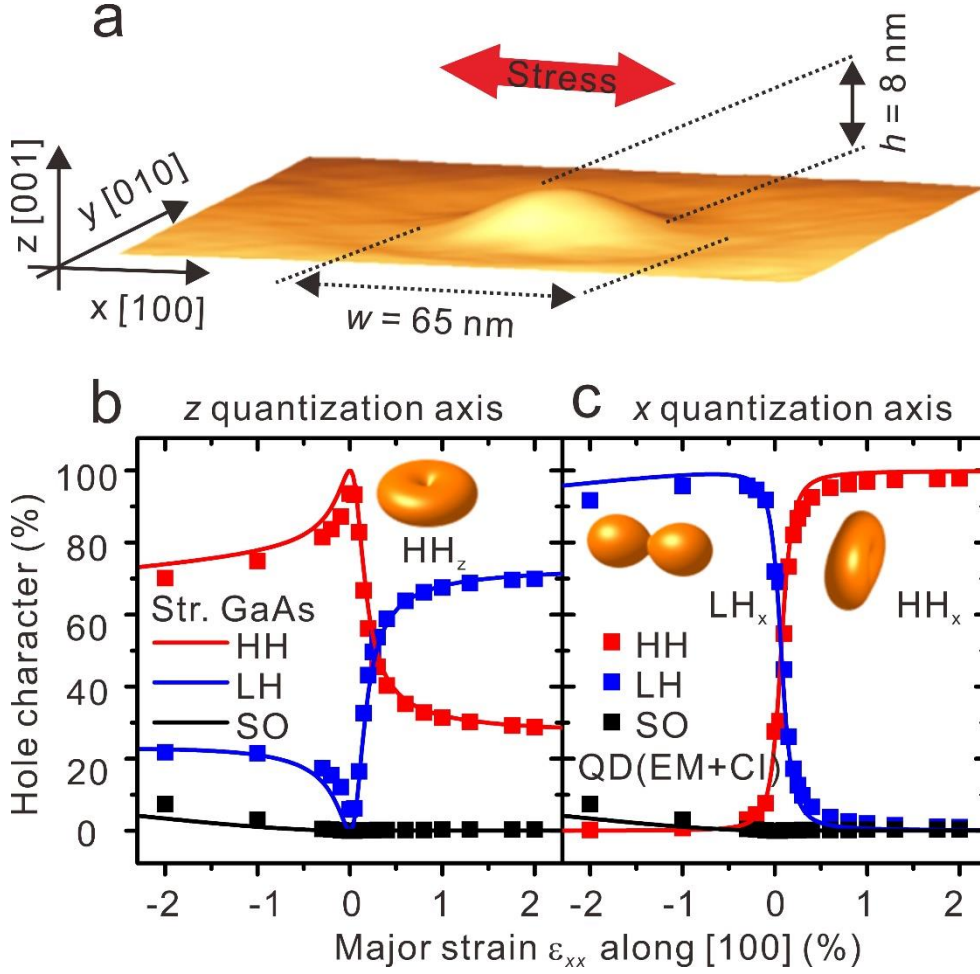 a
Stress
h = 8 nm
z [001]
y [010]
x [100]
w = 65 nm
b
z quantization axis
c
x quantization axis
Hole character (%)
100
80
60
40
20
0
HHz
Str. GaAs
HH
LH
SO
LHx
HHx
HH
LH
SO
QD(EM+CI)
-2
-1
0
1
2
-2
-1
0
1
2
Major strain εxx along [100] (%)